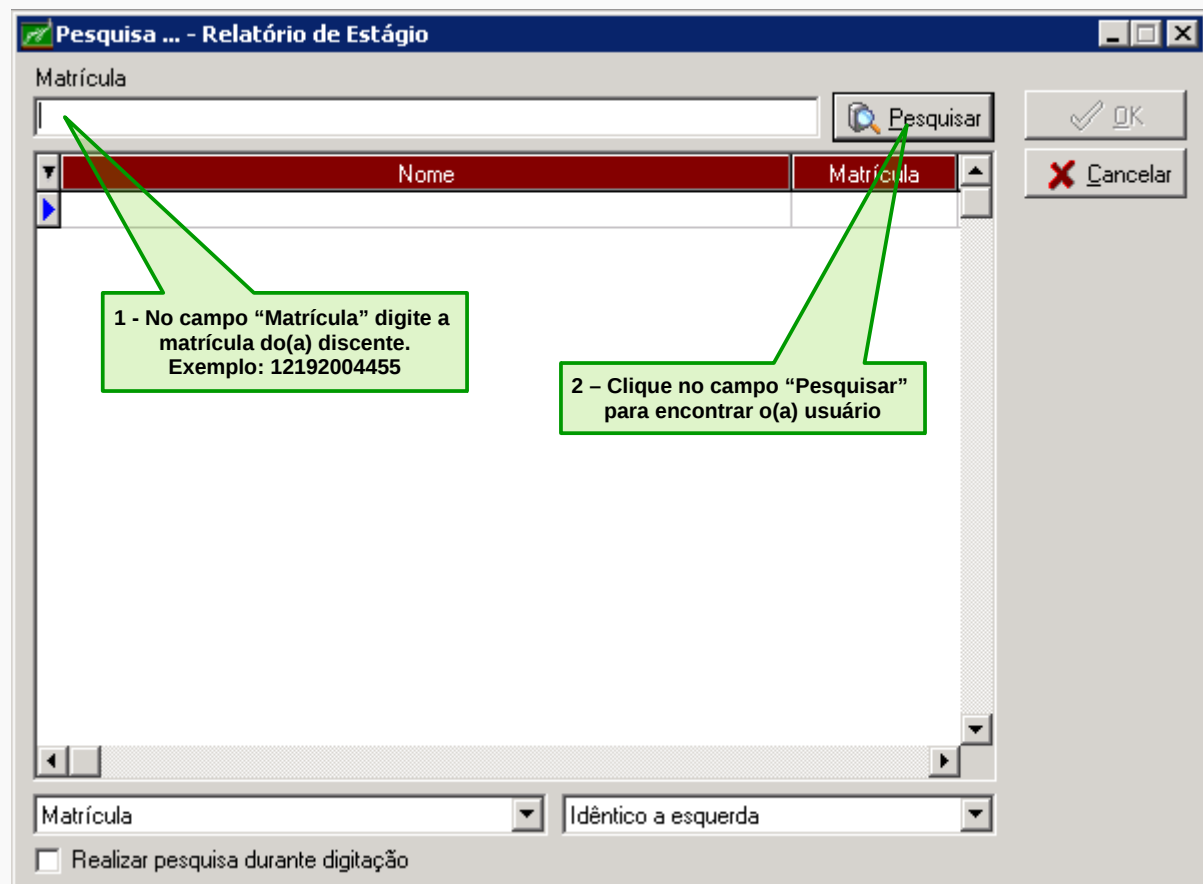 Pesquisa ... - Relatório de Estágio
Matrícula
Pesquisar
OK
Cancelar
Nome
Matrícula
1 - No campo “Matrícula” digite a
matrícula do(a) discente.
Exemplo: 12192004455
2 – Clique no campo “Pesquisar”
para encontrar o(a) usuário
Matrícula
Idêntico a esquerda
Realizar pesquisa durante digitação